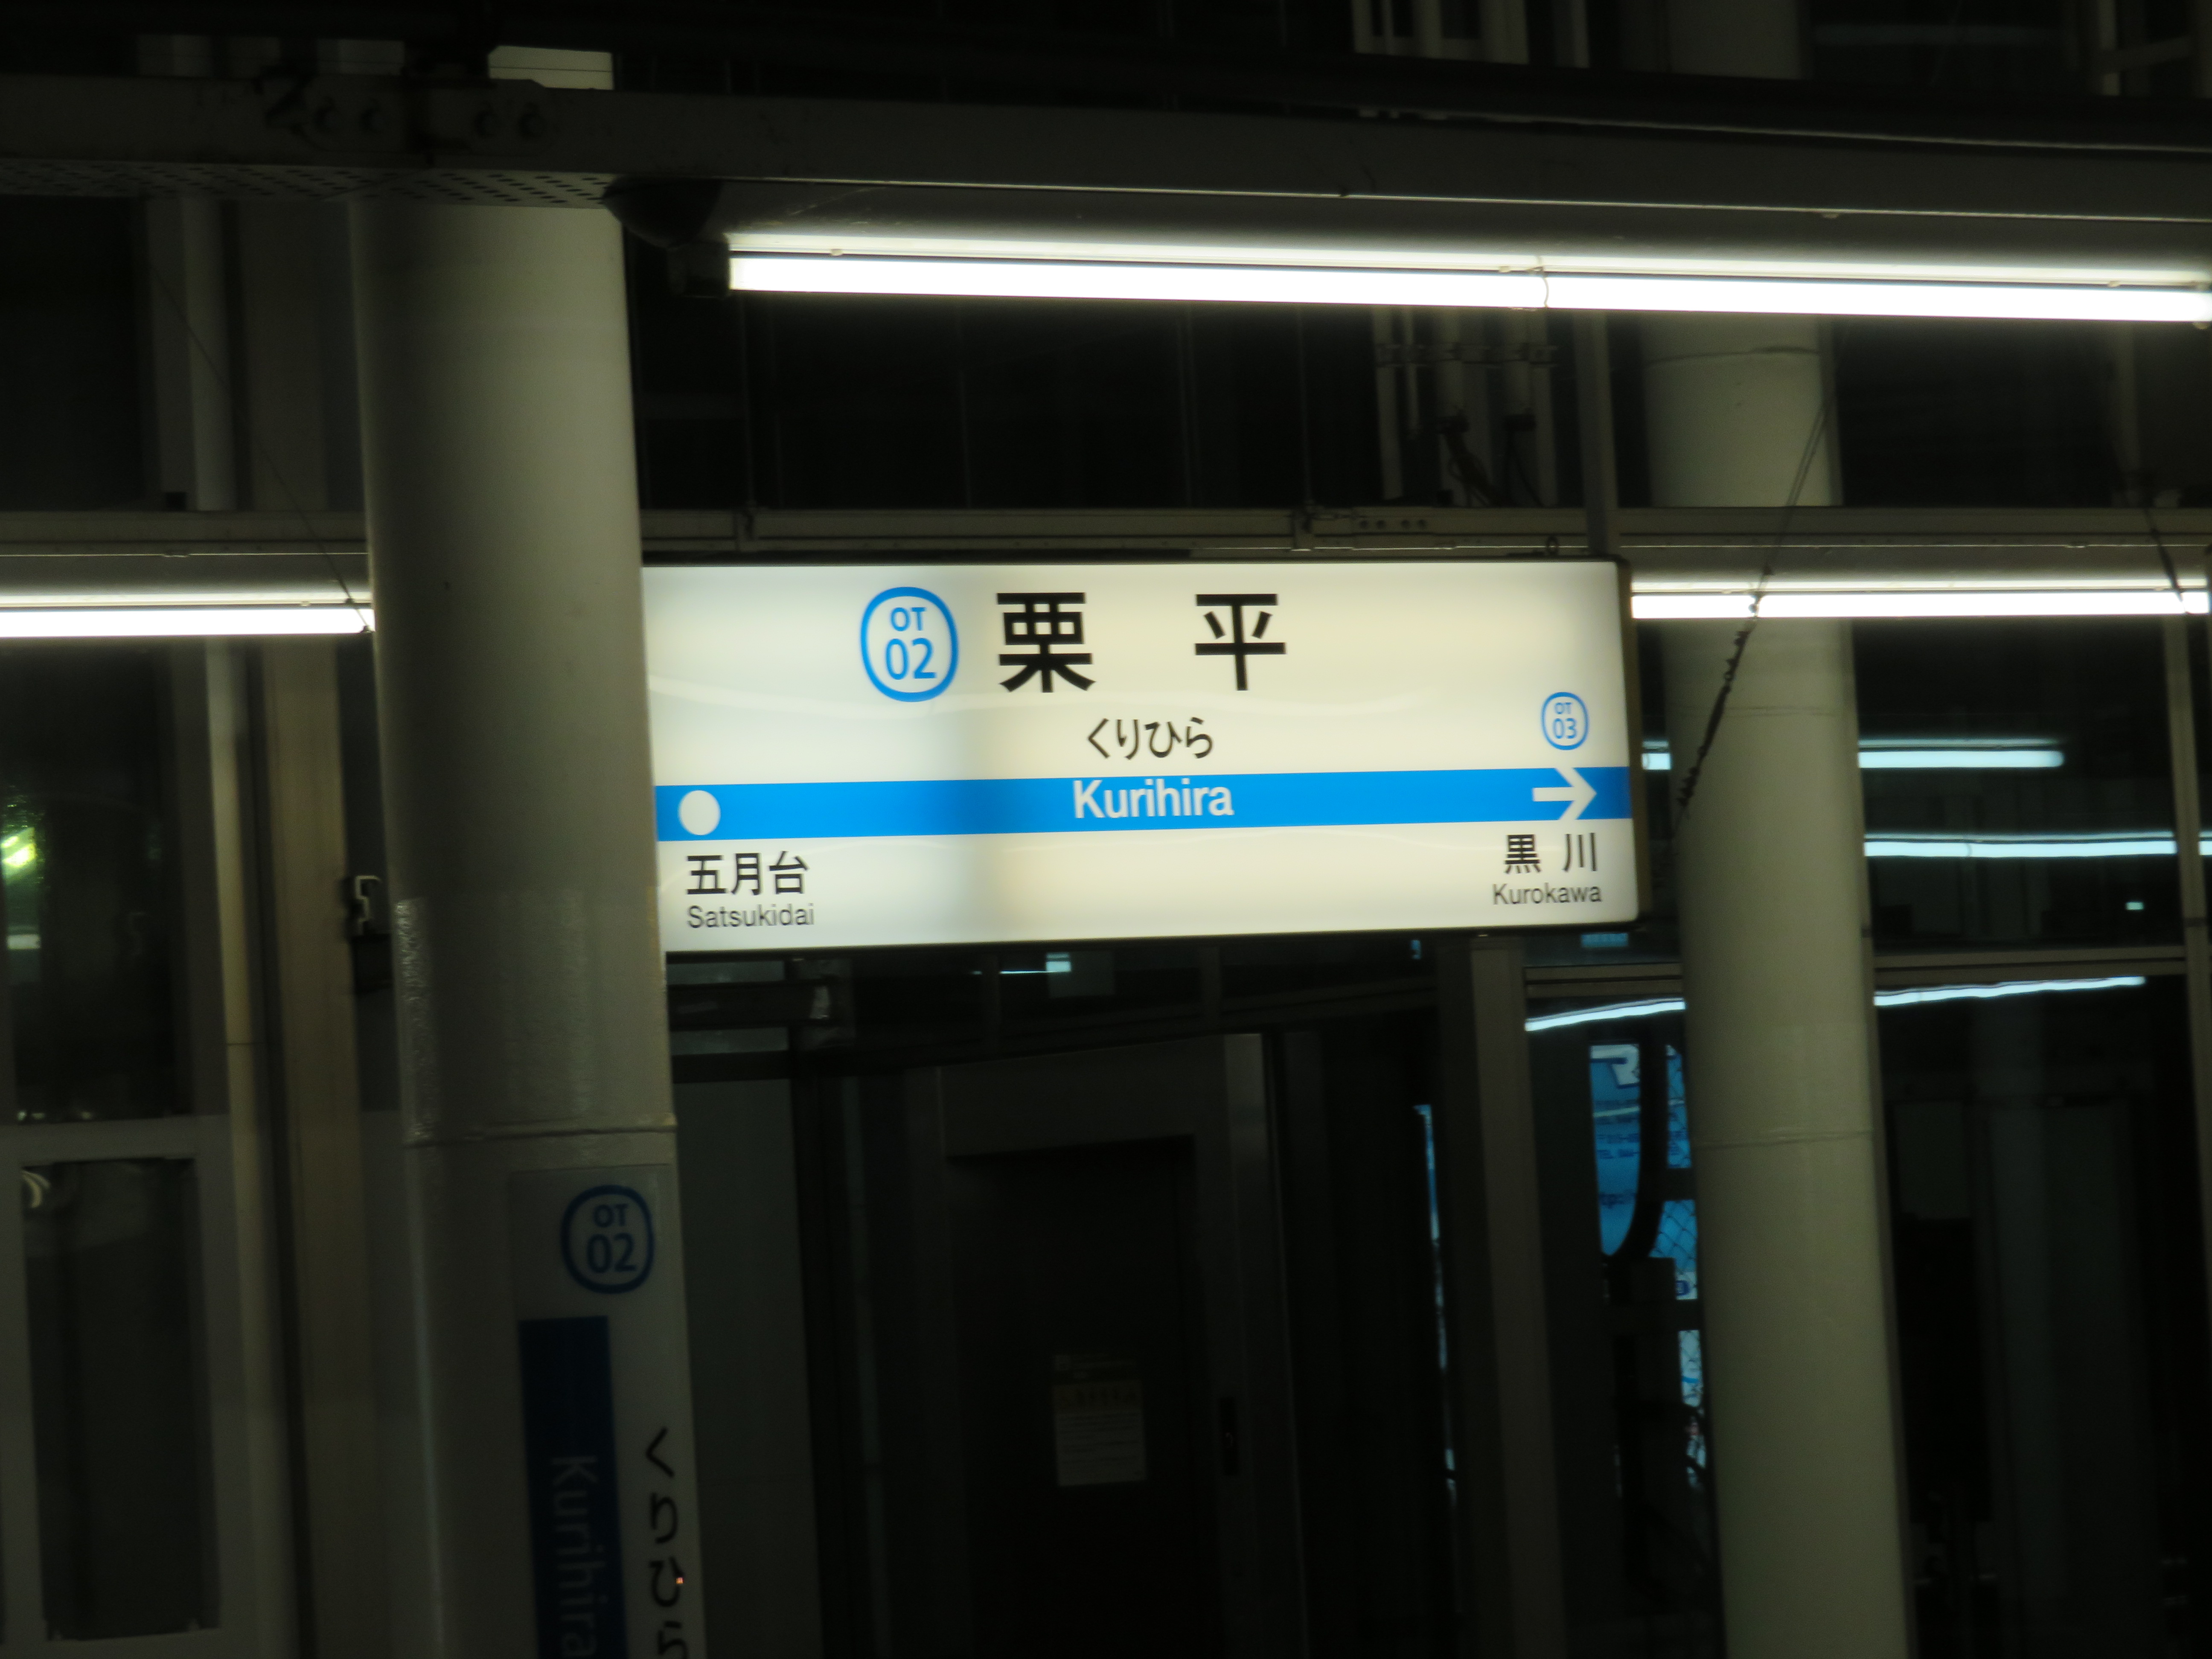 OT
02
栗平
くりひら
OT
03
Kurihira
五月台
Satsukidai
黒川
Kurokawa
OT
02
Kurihira
くりひら